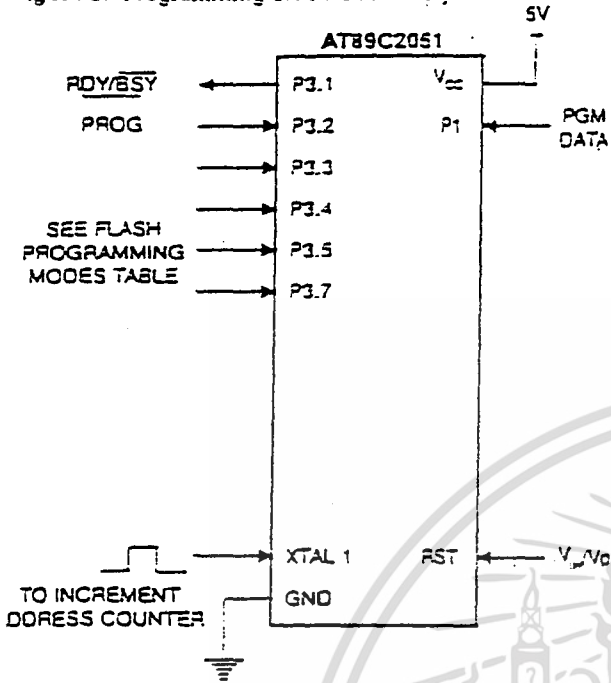 5V
AT89C2051
RDY/BSY
P3.1
Vcc
PROG
P3.2
P1
PGM
DATA
P3.3
P3.4
SEE FLASH
PROGRAMMING
MODES TABLE
P3.5
P3.7
XTAL 1
RST
TO INCREMENT
DDRESS COUNTER
GND